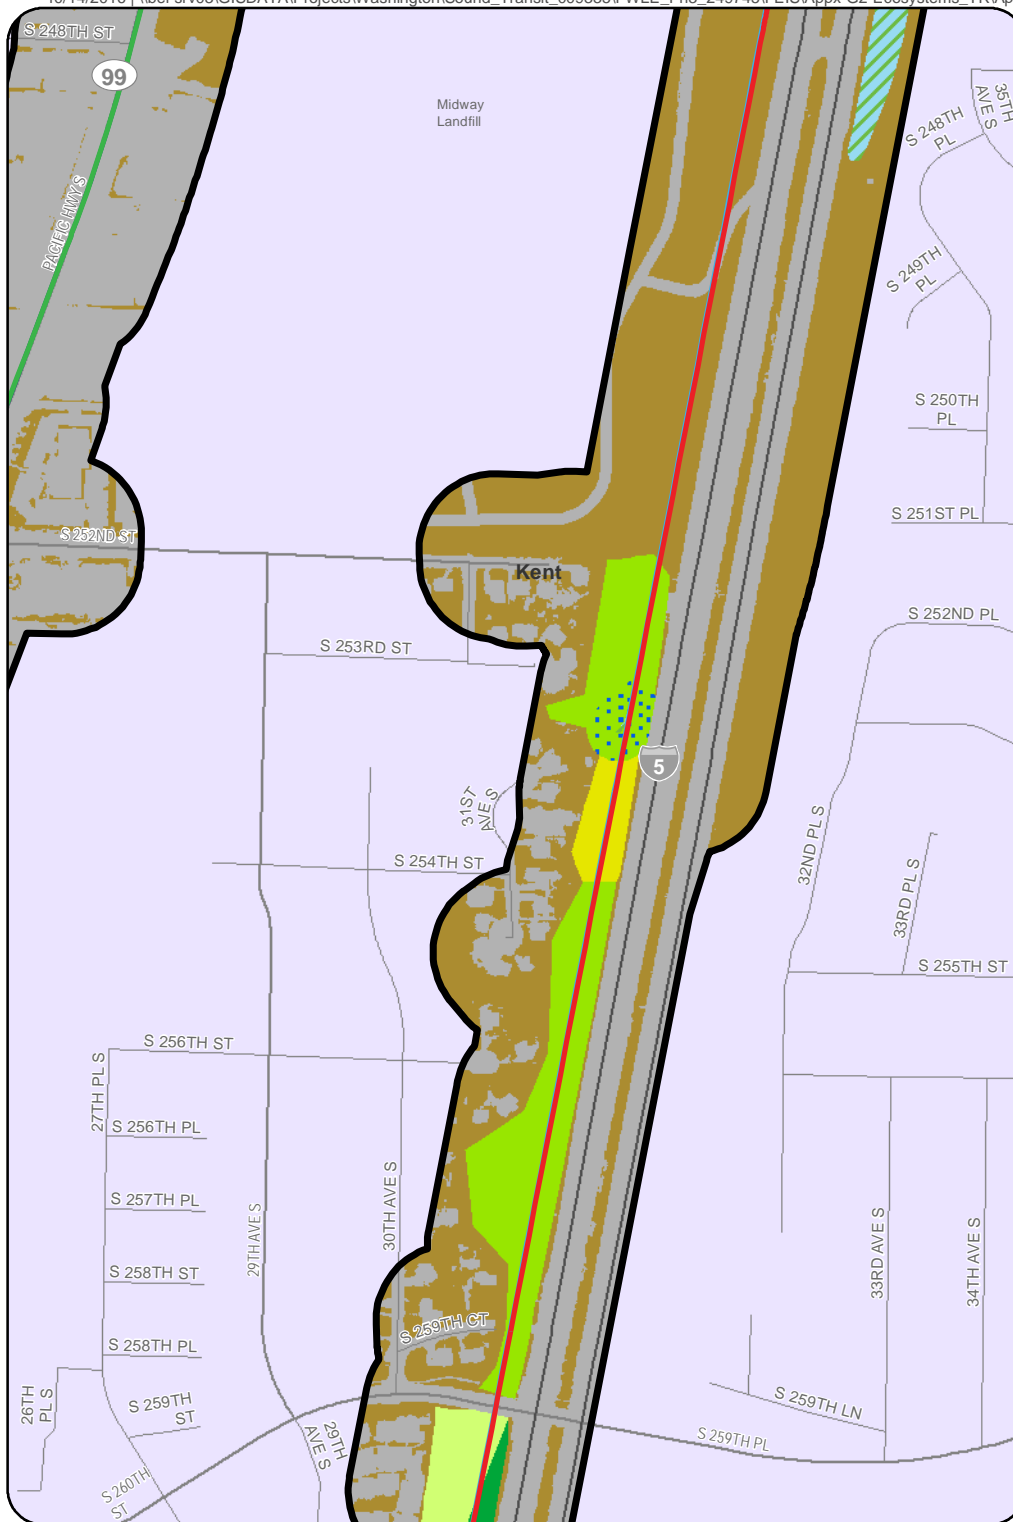 S 248TH ST
99
PACIFIC HWY S
Midway
Landfill
35TH
AVE S
S 248TH
PL
S 249TH
PL
S 250TH
PL
S 251ST PL
S 252ND ST
Kent
S 252ND PL
S 253RD ST
5
31ST
AVE S
S 254TH ST
32ND PL S
33RD PL S
S 255TH ST
S 256TH ST
27TH PL S
S 256TH PL
S 257TH PL
29TH AVE S
30TH AVE S
33RD AVE S
34TH AVE S
S 258TH ST
S 259TH CT
S 258TH PL
26TH
PL S
S 259TH
ST
29TH
AVE S
S 259TH LN
S 259TH PL
S 260TH
ST